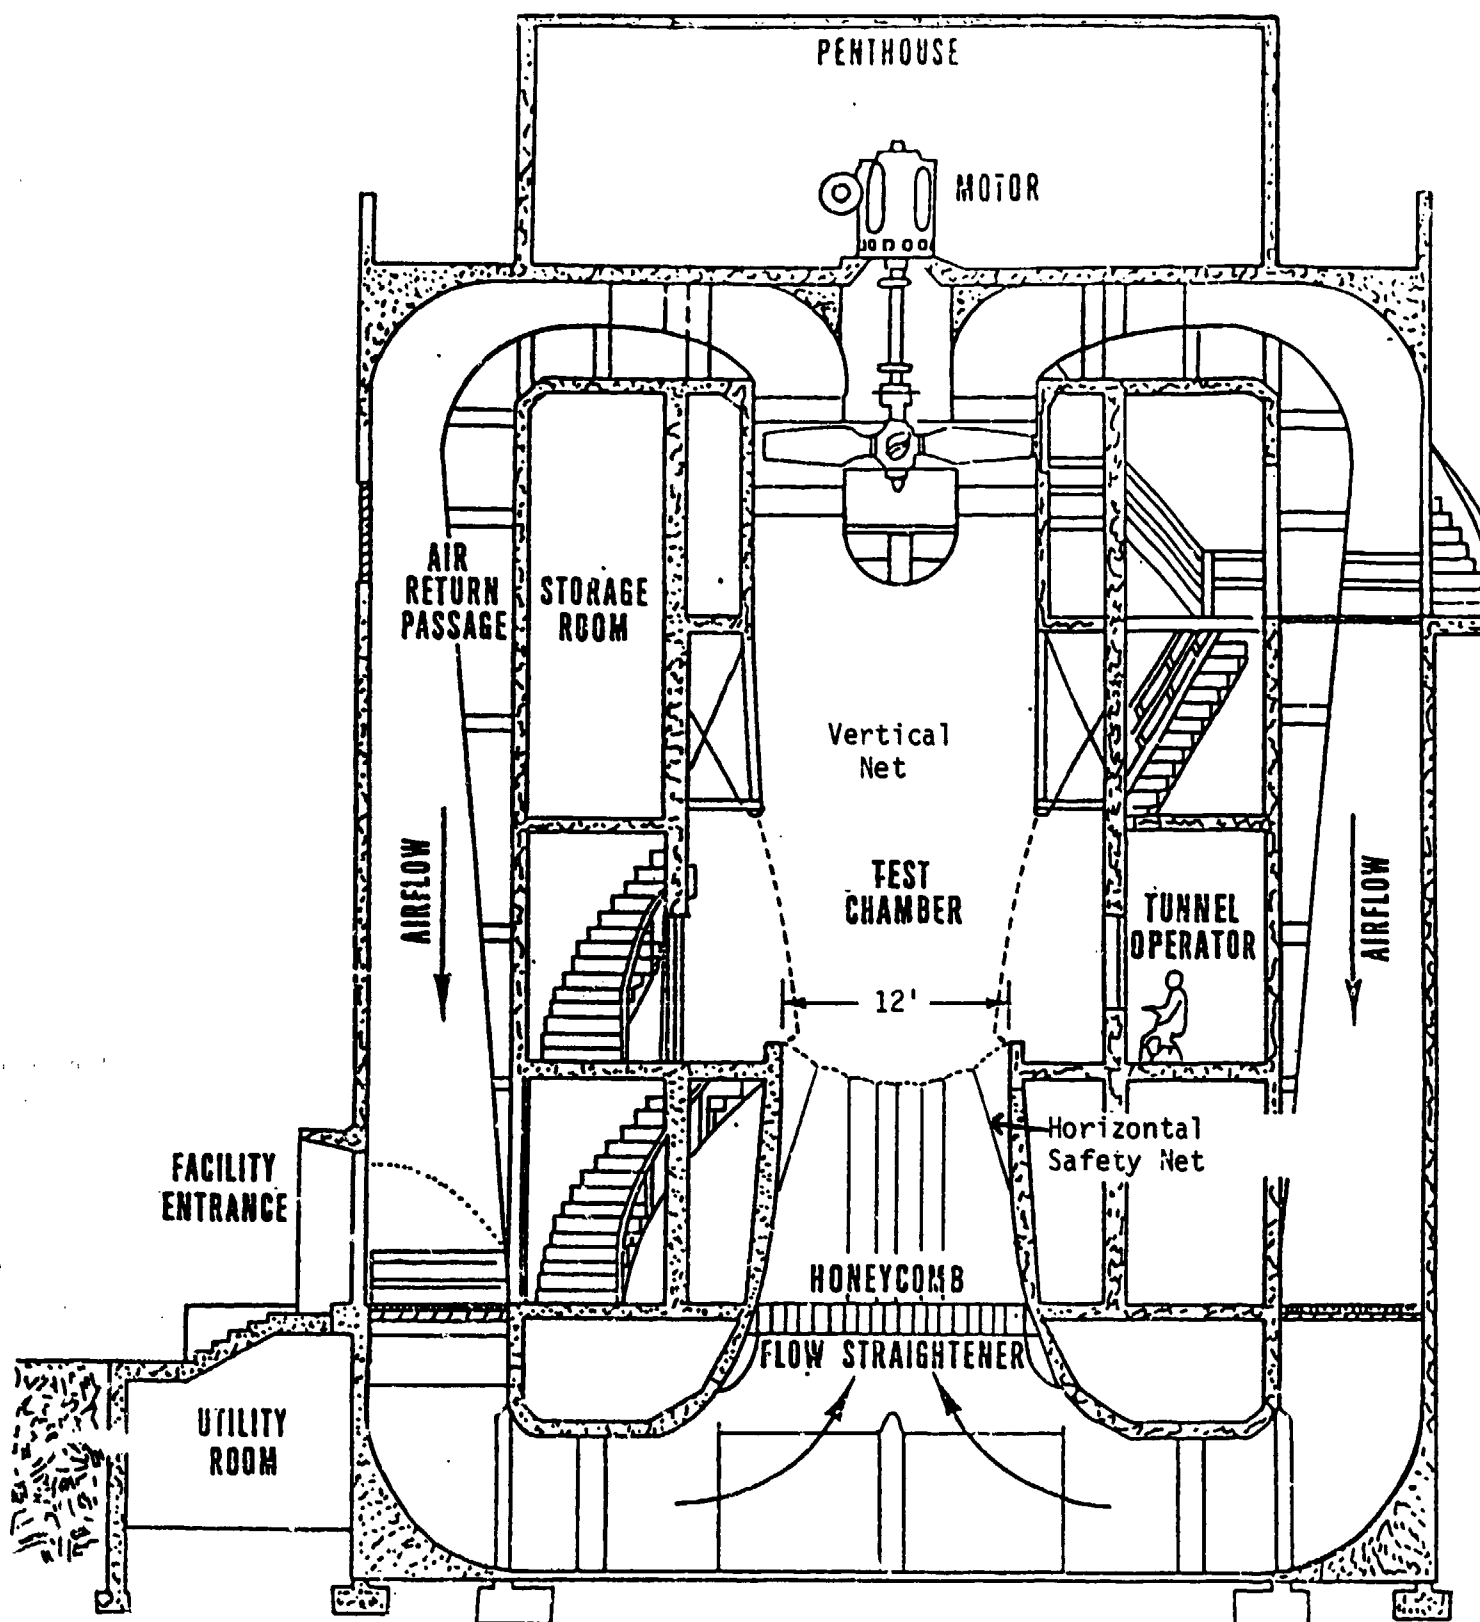 PENTHOUSE
MOTOR
AIR
RETURN
PASSAGE
STORAGE
ROOM
Vertical
Net
AIRFLOW
TEST
CHAMBER
TUNNEL
OPERATOR
AIRFLOW
12'
Horizontal
Safety Net
FACILITY
ENTRANCE
HONEYCOMB
FLOW STRAIGHTENER
UTILITY
ROOM